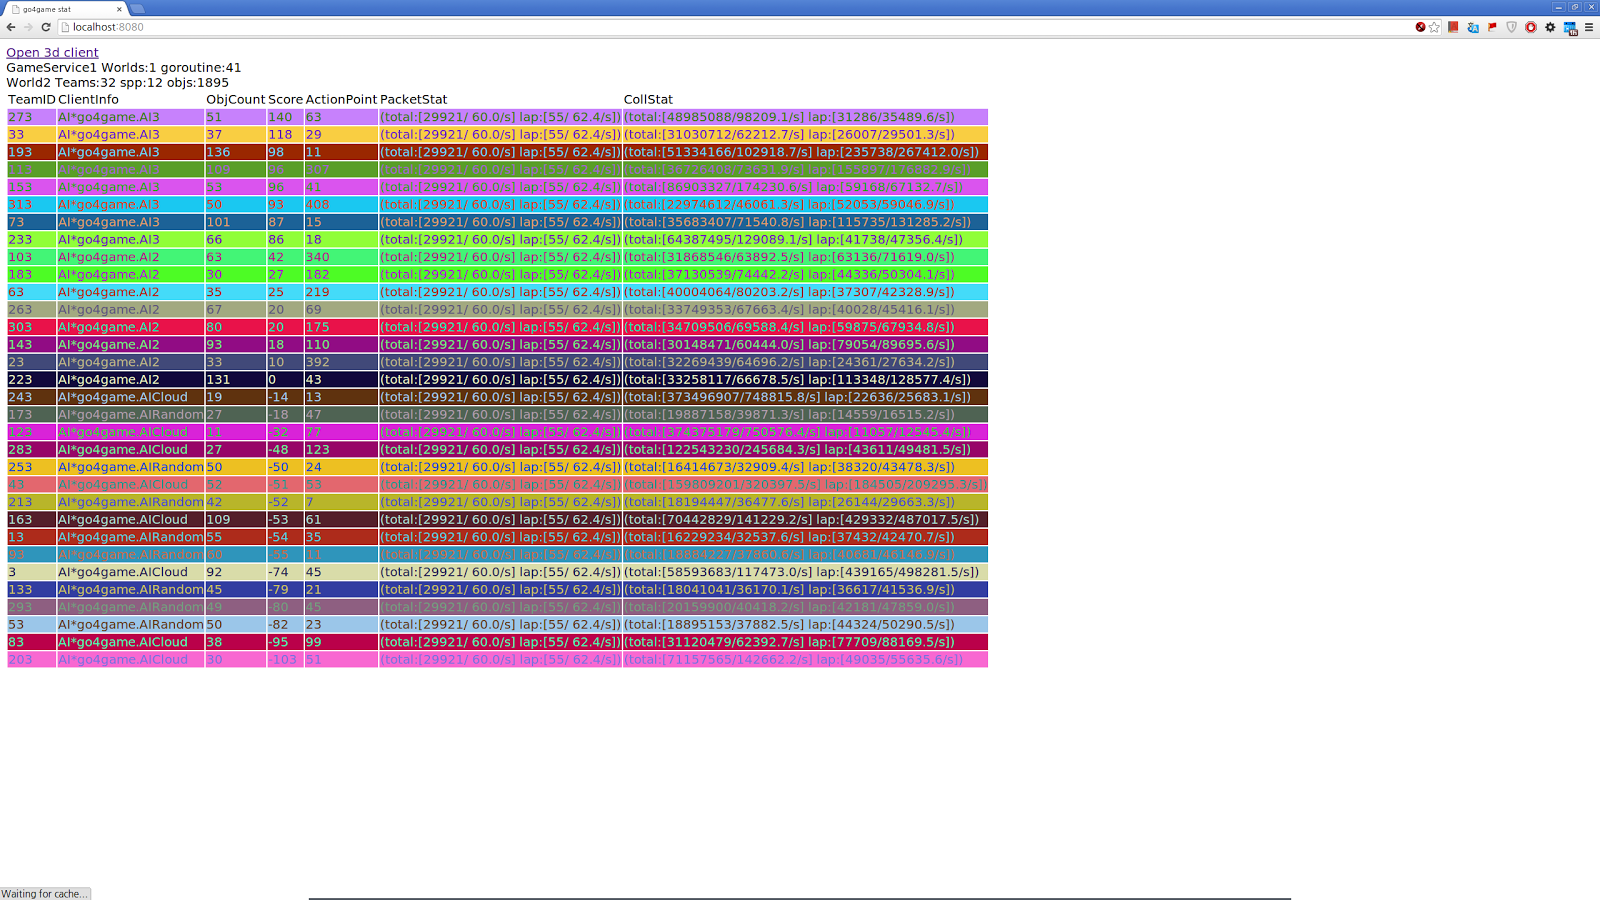 go4game stat
localhost:8080
1h
Open 3d client
GameService1 Worlds:1 goroutine:41
World2 Teams:32 spp:12 objs:1895
TeamID ClientInfo ObjCount Score ActionPoint PacketStat CollStat
273 AI*go4game.AI3 51 140 63 (total:[29921/ 60.0/s] lap:[55/ 62.4/s]) (total:[48985088/98209.1/s] lap:[31286/35489.6/s])
33 AI*go4game.AI3 37 118 29 (total:[29921/ 60.0/s] lap:[55/ 62.4/s]) (total:[31030712/62212.7/s] lap:[26007/29501.3/s])
193 AI*go4game.AI3 136 98 11 (total:[29921/ 60.0/s] lap:[55/ 62.4/s]) (total:[51334166/102918.7/s] lap:[235738/267412.0/s])
113 AI*go4game.AI3 109 96 307 (total:[29921/ 60.0/s] lap:[55/ 62.4/s]) (total:[36726408/73631.9/s] lap:[155897/176882.9/s])
153 AI*go4game.AI3 53 96 41 (total:[29921/ 60.0/s] lap:[55/ 62.4/s]) (total:[86903327/174230.6/s] lap:[59168/67132.7/s])
313 AI*go4game.AI3 50 93 408 (total:[29921/ 60.0/s] lap:[55/ 62.4/s]) (total:[22974612/46061.3/s] lap:[52053/59046.9/s])
73 AI*go4game.AI3 101 87 15 (total:[29921/ 60.0/s] lap:[55/ 62.4/s]) (total:[35683407/71540.8/s] lap:[115735/131285.2/s])
233 AI*go4game.AI3 66 86 18 (total:[29921/ 60.0/s] lap:[55/ 62.4/s]) (total:[64387495/129089.1/s] lap:[41738/47356.4/s])
103 AI*go4game.AI2 63 42 340 (total:[29921/ 60.0/s] lap:[55/ 62.4/s]) (total:[31868546/63892.5/s] lap:[63136/71619.0/s])
183 AI*go4game.AI2 30 27 182 (total:[29921/ 60.0/s] lap:[55/ 62.4/s]) (total:[37130539/74442.2/s] lap:[44336/50304.1/s])
63 AI*go4game.AI2 35 25 219 (total:[29921/ 60.0/s] lap:[55/ 62.4/s]) (total:[40004064/80203.2/s] lap:[37307/42328.9/s])
263 AI*go4game.AI2 67 20 69 (total:[29921/ 60.0/s] lap:[55/ 62.4/s]) (total:[33749353/67663.4/s] lap:[40028/45416.1/s])
303 AI*go4game.AI2 80 20 175 (total:[29921/ 60.0/s] lap:[55/ 62.4/s]) (total:[34709506/69588.4/s] lap:[59875/67934.8/s])
143 AI*go4game.AI2 93 18 110 (total:[29921/ 60.0/s] lap:[55/ 62.4/s]) (total:[30148471/60444.0/s] lap:[79054/89695.6/s])
23 AI*go4game.AI2 33 10 392 (total:[29921/ 60.0/s] lap:[55/ 62.4/s]) (total:[32269439/64696.2/s] lap:[24361/27634.2/s])
223 AI*go4game.AI2 131 0 43 (total:[29921/ 60.0/s] lap:[55/ 62.4/s]) (total:[33258117/66678.5/s] lap:[113348/128577.4/s])
243 AI*go4game.AICloud 19 -14 13 (total:[29921/ 60.0/s] lap:[55/ 62.4/s]) (total:[373496907/748815.8/s] lap:[22636/25683.1/s])
173 AI*go4game.AIRandom 27 -18 47 (total:[29921/ 60.0/s] lap:[55/ 62.4/s]) (total:[19887158/39871.3/s] lap:[14559/16515.2/s])
123 AI*go4game.AICloud 11 -32 77 (total:[29921/ 60.0/s] lap:[55/ 62.4/s]) (total:[374375179/750576.4/s] lap:[11057/12545.4/s])
283 AI*go4game.AICloud 27 -48 123 (total:[29921/ 60.0/s] lap:[55/ 62.4/s]) (total:[122543230/245684.3/s] lap:[43611/49481.5/s])
253 AI*go4game.AIRandom 50 -50 24 (total:[29921/ 60.0/s] lap:[55/ 62.4/s]) (total:[16414673/32909.4/s] lap:[38320/43478.3/s])
43 AI*go4game.AICloud 52 -51 53 (total:[29921/ 60.0/s] lap:[55/ 62.4/s]) (total:[159809201/320397.5/s] lap:[184505/209295.3/s])
213 AI*go4game.AIRandom 42 -52 7 (total:[29921/ 60.0/s] lap:[55/ 62.4/s]) (total:[18194447/36477.6/s] lap:[26144/29663.3/s])
163 AI*go4game.AICloud 109 -53 61 (total:[29921/ 60.0/s] lap:[55/ 62.4/s]) (total:[70442829/141229.2/s] lap:[429332/487017.5/s])
13 AI*go4game.AIRandom 55 -54 35 (total:[29921/ 60.0/s] lap:[55/ 62.4/s]) (total:[16229234/32537.6/s] lap:[37432/42470.7/s])
93 AI*go4game.AIRandom 60 -55 11 (total:[29921/ 60.0/s] lap:[55/ 62.4/s]) (total:[18884227/37860.6/s] lap:[40681/46146.9/s])
3 AI*go4game.AICloud 92 -74 45 (total:[29921/ 60.0/s] lap:[55/ 62.4/s]) (total:[58593683/117473.0/s] lap:[439165/498281.5/s])
133 AI*go4game.AIRandom 45 -79 21 (total:[29921/ 60.0/s] lap:[55/ 62.4/s]) (total:[18041041/36170.1/s] lap:[36617/41536.9/s])
293 AI*go4game.AIRandom 49 -80 45 (total:[29921/ 60.0/s] lap:[55/ 62.4/s]) (total:[20159900/40418.2/s] lap:[42181/47859.0/s])
53 AI*go4game.AIRandom 50 -82 23 (total:[29921/ 60.0/s] lap:[55/ 62.4/s]) (total:[18895153/37882.5/s] lap:[44324/50290.5/s])
83 AI*go4game.AICloud 38 -95 99 (total:[29921/ 60.0/s] lap:[55/ 62.4/s]) (total:[31120479/62392.7/s] lap:[77709/88169.5/s])
203 AI*go4game.AICloud 30 -103 51 (total:[29921/ 60.0/s] lap:[55/ 62.4/s]) (total:[71157565/142662.2/s] lap:[49035/55635.6/s])
Waiting for cache...